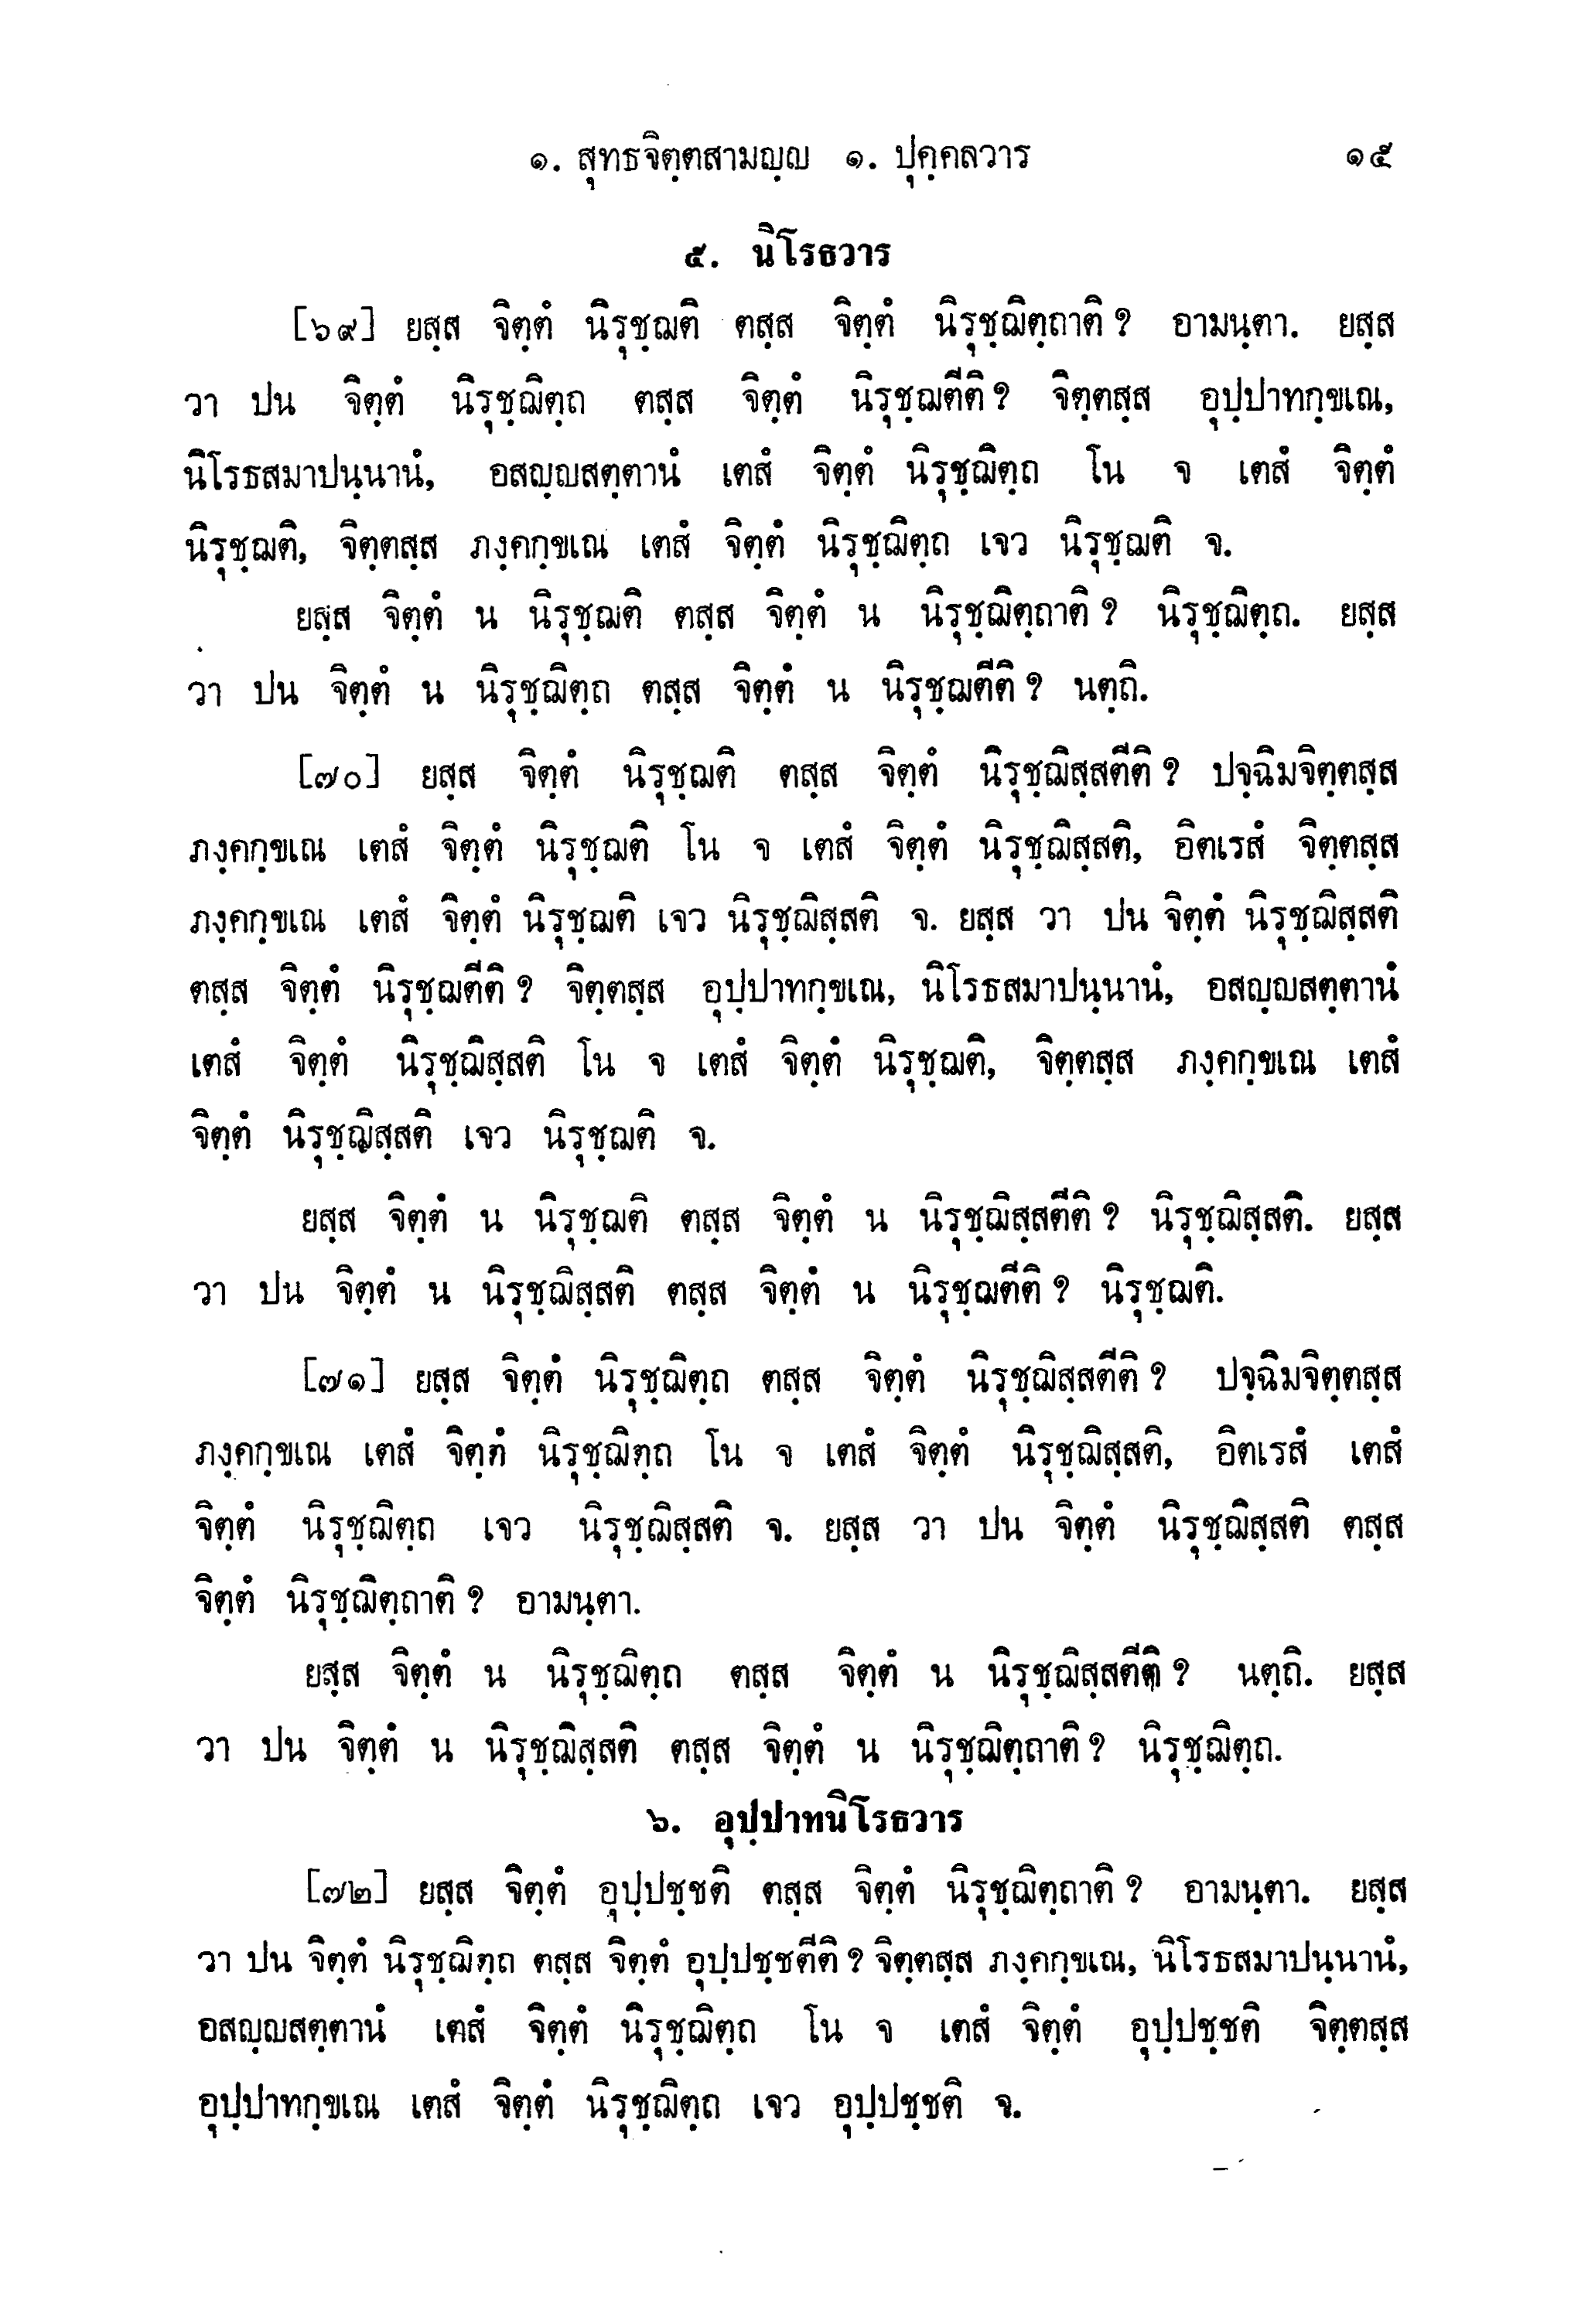 ๑. สุทธจิตฺตสามญฺญ ๑. ปุคฺคลวาร ๑๕
๕. นิโรธวาร
[๖๙] ยสฺส จิตฺตํ นิรุชฺฌติ ตสฺส จิตฺตํ นิรุชฺฌิตฺถาติ ? อามนฺตา. ยสฺส
วา ปน จิตฺตํ นิรุชฺฌิตฺถ ตสฺส จิตฺตํ นิรุชฺฌตีติ ? จิตฺตสฺส อุปฺปาทกฺขเณ,
นิโรธสมาปนฺนานํ, อสญฺญสตฺตานํ เตสํ จิตฺตํ นิรุชฺฌิตฺถ โน จ เตสํ จิตฺตํ
นิรุชฺฌติ, จิตฺตสฺส ภงฺคกฺขเณ เตสํ จิตฺตํ นิรุชฺฌิตฺถ เจว นิรุชฺฌติ จ.
ยสฺส จิตฺตํ น นิรุชฺฌติ ตสฺส จิตฺตํ น นิรุชฺฌิตฺถาติ ? นิรุชฺฌิตฺถ. ยสฺส
วา ปน จิตฺตํ น นิรุชฺฌิตฺถ ตสฺส จิตฺตํ น นิรุชฺฌตีติ ? นตฺถิ.
[๗๐] ยสฺส จิตฺตํ นิรุชฺฌติ ตสฺส จิตฺตํ นิรุชฺฌิสฺสตีติ ? ปจฺฉิมจิตฺตสฺส
ภงฺคกฺขเณ เตสํ จิตฺตํ นิรุชฺฌติ โน จ เตสํ จิตฺตํ นิรุชฺฌิสฺสติ, อิตเรสํ จิตฺตสฺส
ภงฺคกฺขเณ เตสํ จิตฺตํ นิรุชฺฌติ เจว นิรุชฺฌิสฺสติ จ. ยสฺส วา ปน จิตฺตํ นิรุชฺฌิสฺสติ
ตสฺส จิตฺตํ นิรุชฺฌตีติ ? จิตฺตสฺส อุปฺปาทกฺขเณ, นิโรธสมาปนฺนานํ, อสญฺญสตฺตานํ
เตสํ จิตฺตํ นิรุชฺฌิสฺสติ โน จ เตสํ จิตฺตํ นิรุชฺฌติ, จิตฺตสฺส ภงฺคกฺขเณ เตสํ
จิตฺตํ นิรุชฺฌิสฺสติ เจว นิรุชฺฌติ จ.
ยสฺส จิตฺตํ น นิรุชฺฌติ ตสฺส จิตฺตํ น นิรุชฺฌิสฺสตีติ ? นิรุชฺฌิสฺสติ. ยสฺส
วา ปน จิตฺตํ น นิรุชฺฌิสฺสติ ตสฺส จิตฺตํ น นิรุชฺฌตีติ ? นิรุชฺฌติ.
[๗๑] ยสฺส จิตฺตํ นิรุชฺฌิตฺถ ตสฺส จิตฺตํ นิรุชฺฌิสฺสตีติ ? ปจฺฉิมจิตฺตสฺส
ภงฺคกฺขเณ เตสํ จิตฺตํ นิรุชฺฌิตฺถ โน จ เตสํ จิตฺตํ นิรุชฺฌิสฺสติ, อิตเรสํ เตสํ
จิตฺตํ นิรุชฺฌิตฺถ เจว นิรุชฺฌิสฺสติ จ. ยสฺส วา ปน จิตฺตํ นิรุชฺฌิสฺสติ ตสฺส
จิตฺตํ นิรุชฺฌิตฺถาติ ? อามนฺตา.
ยสฺส จิตฺตํ น นิรุชฺฌิตฺถ ตสฺส จิตฺตํ น นิรุชฺฌิสฺสตีติ ? นตฺถิ. ยสฺส
วา ปน จิตฺตํ น นิรุชฺฌิสฺสติ ตสฺส จิตฺตํ น นิรุชฺฌิตฺถาติ ? นิรุชฺฌิตฺถ.
๖. อุปฺปาทนิโรธวาร
[๗๒] ยสฺส จิตฺตํ อุปฺปชฺชติ ตสฺส จิตฺตํ นิรุชฺฌิตฺถาติ ? อามนฺตา. ยสฺส
วา ปน จิตฺตํ นิรุชฺฌิตฺถ ตสฺส จิตฺตํ อุปฺปชฺชตีติ ? จิตฺตสฺส ภงฺคกฺขเณ, นิโรธสมาปนฺนานํ,
อสญฺญสตฺตานํ เตสํ จิตฺตํ นิรุชฺฌิตฺถ โน จ เตสํ จิตฺตํ อุปฺปชฺชติ จิตฺตสฺส
อุปฺปาทกฺขเณ เตสํ จิตฺตํ นิรุชฺฌิตฺถ เจว อุปฺปชฺชติ จ.